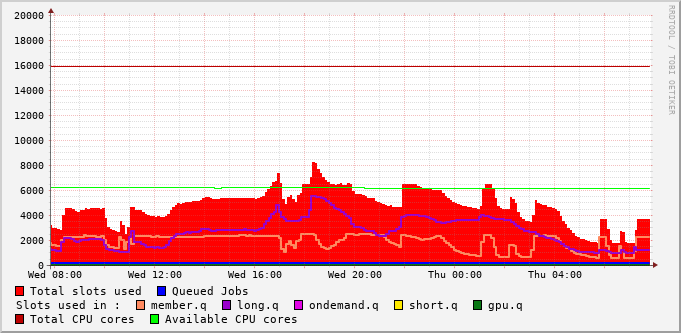 20000
18000
16000
14000
12000
10000
8000
6000
4000
2000
0
Wed 08:00 Wed 12:00 Wed 16:00 Wed 20:00 Thu 00:00 Thu 04:00
Total slots used Queued Jobs
Slots used in : member.q long.q ondemand.q short.q gpu.q
Total CPU cores Available CPU cores
RRDTOOL / TOBI OETIKER